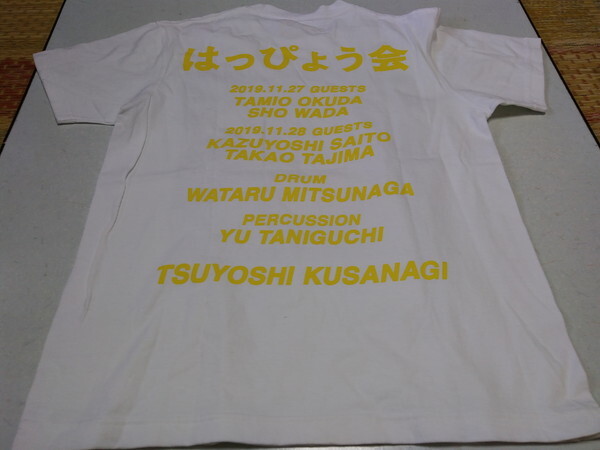 はっぴょう会
2019.11.27 GUESTS
TAMIO OKUDA
SHO WADA
2019.11.28 GUESTS
KAZUYOSHI SAITO
TAKAO TAJIMA
DRUM
WATARU MITSUNAGA
PERCUSSION
YU TANIGUCHI
TSUYOSHI KUSANAGI